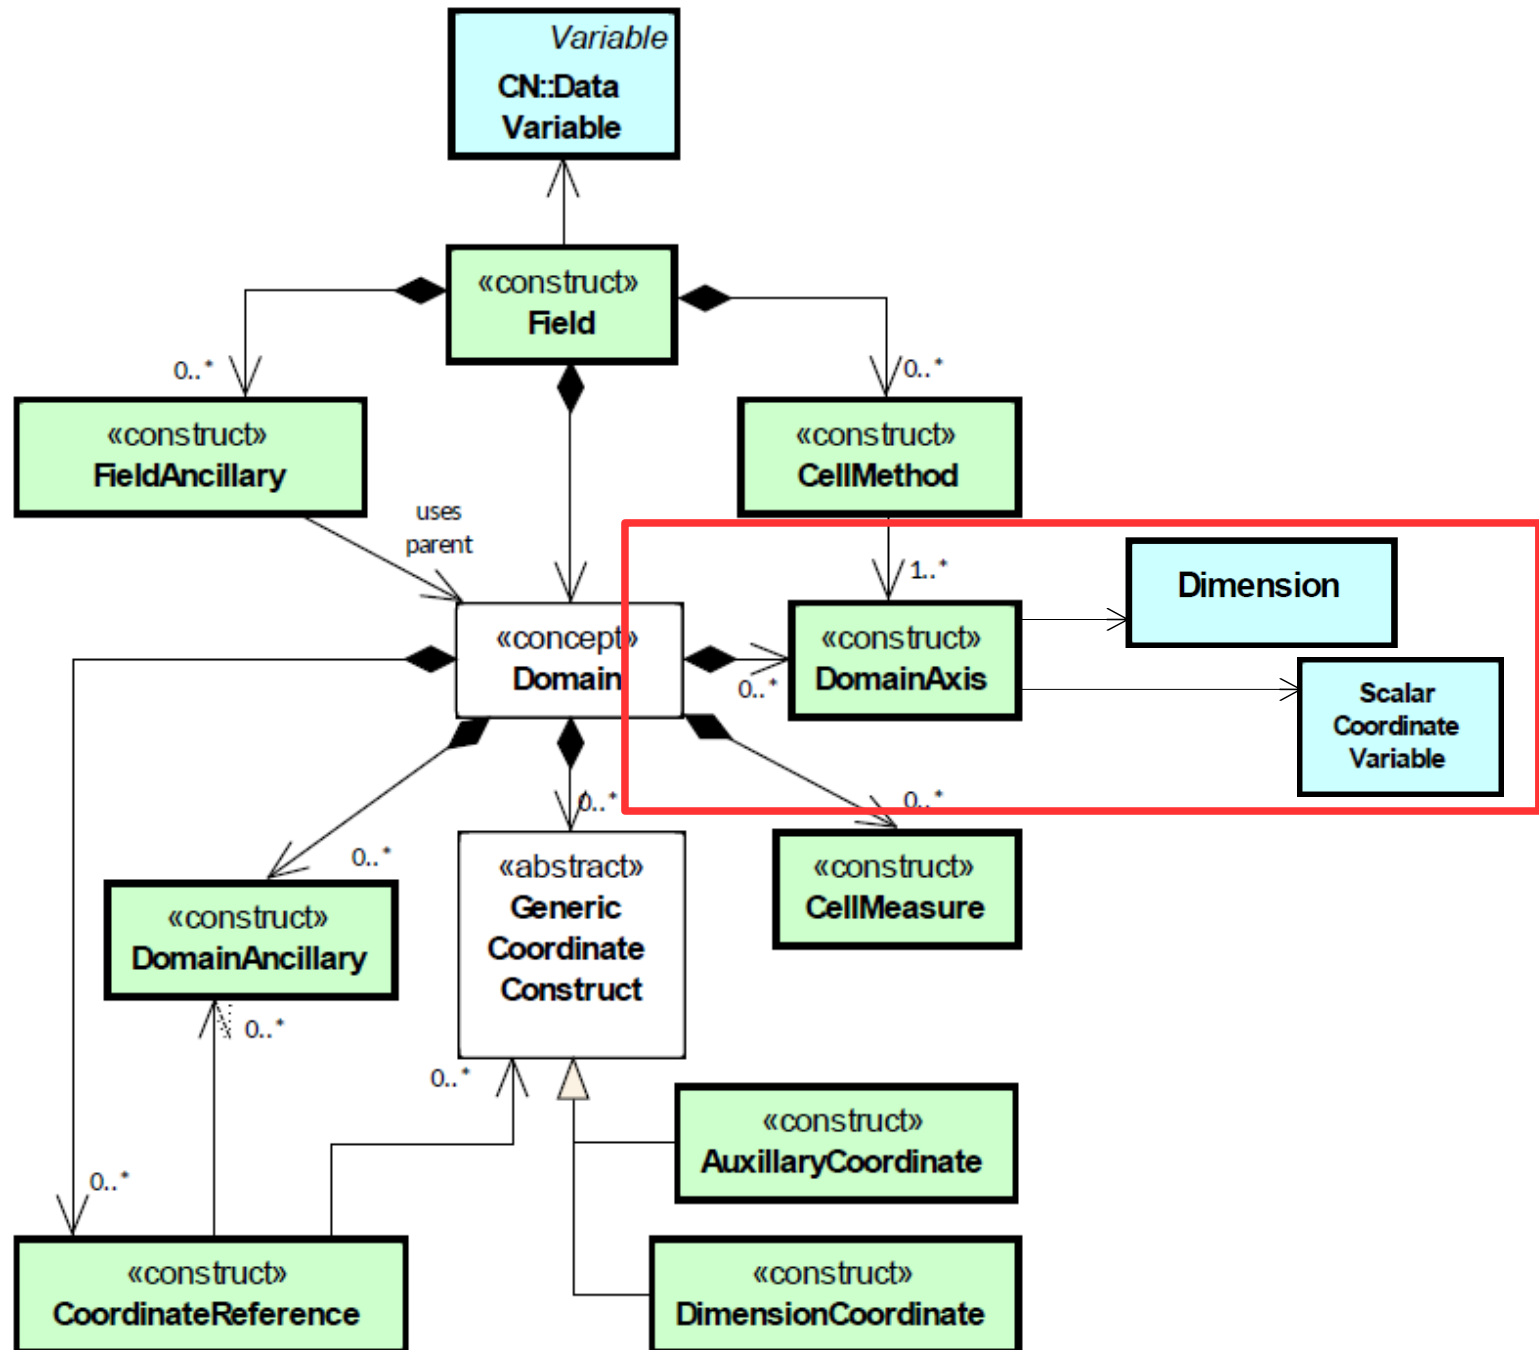 Variable
CN::Data
Variable
«construct»
Field
0..*
0..*
«construct»
FieldAncillary
«construct»
CellMethod
uses
parent
1..*
Dimension
«concept»
Domain
0..*
«construct»
DomainAxis
Scalar
Coordinate
Variable
0..*
0..*
0..*
«abstract»
Generic
Coordinate
Construct
«construct»
CellMeasure
«construct»
DomainAncillary
0..*
0..*
«construct»
AuxillaryCoordinate
0..*
«construct»
CoordinateReference
«construct»
DimensionCoordinate